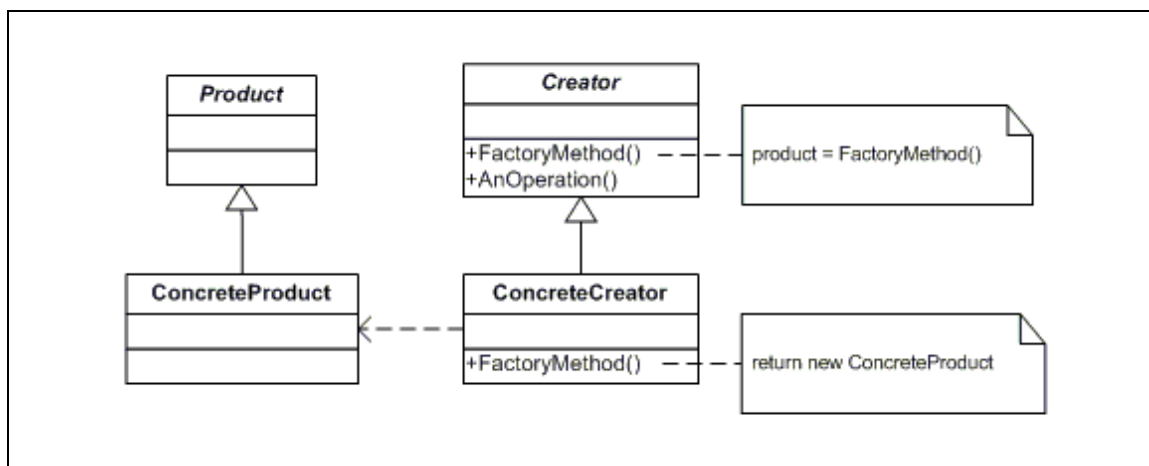 Product
Creator
+FactoryMethod()
+AnOperation()
product = FactoryMethod()
ConcreteProduct
ConcreteCreator
+FactoryMethod()
return new ConcreteProduct